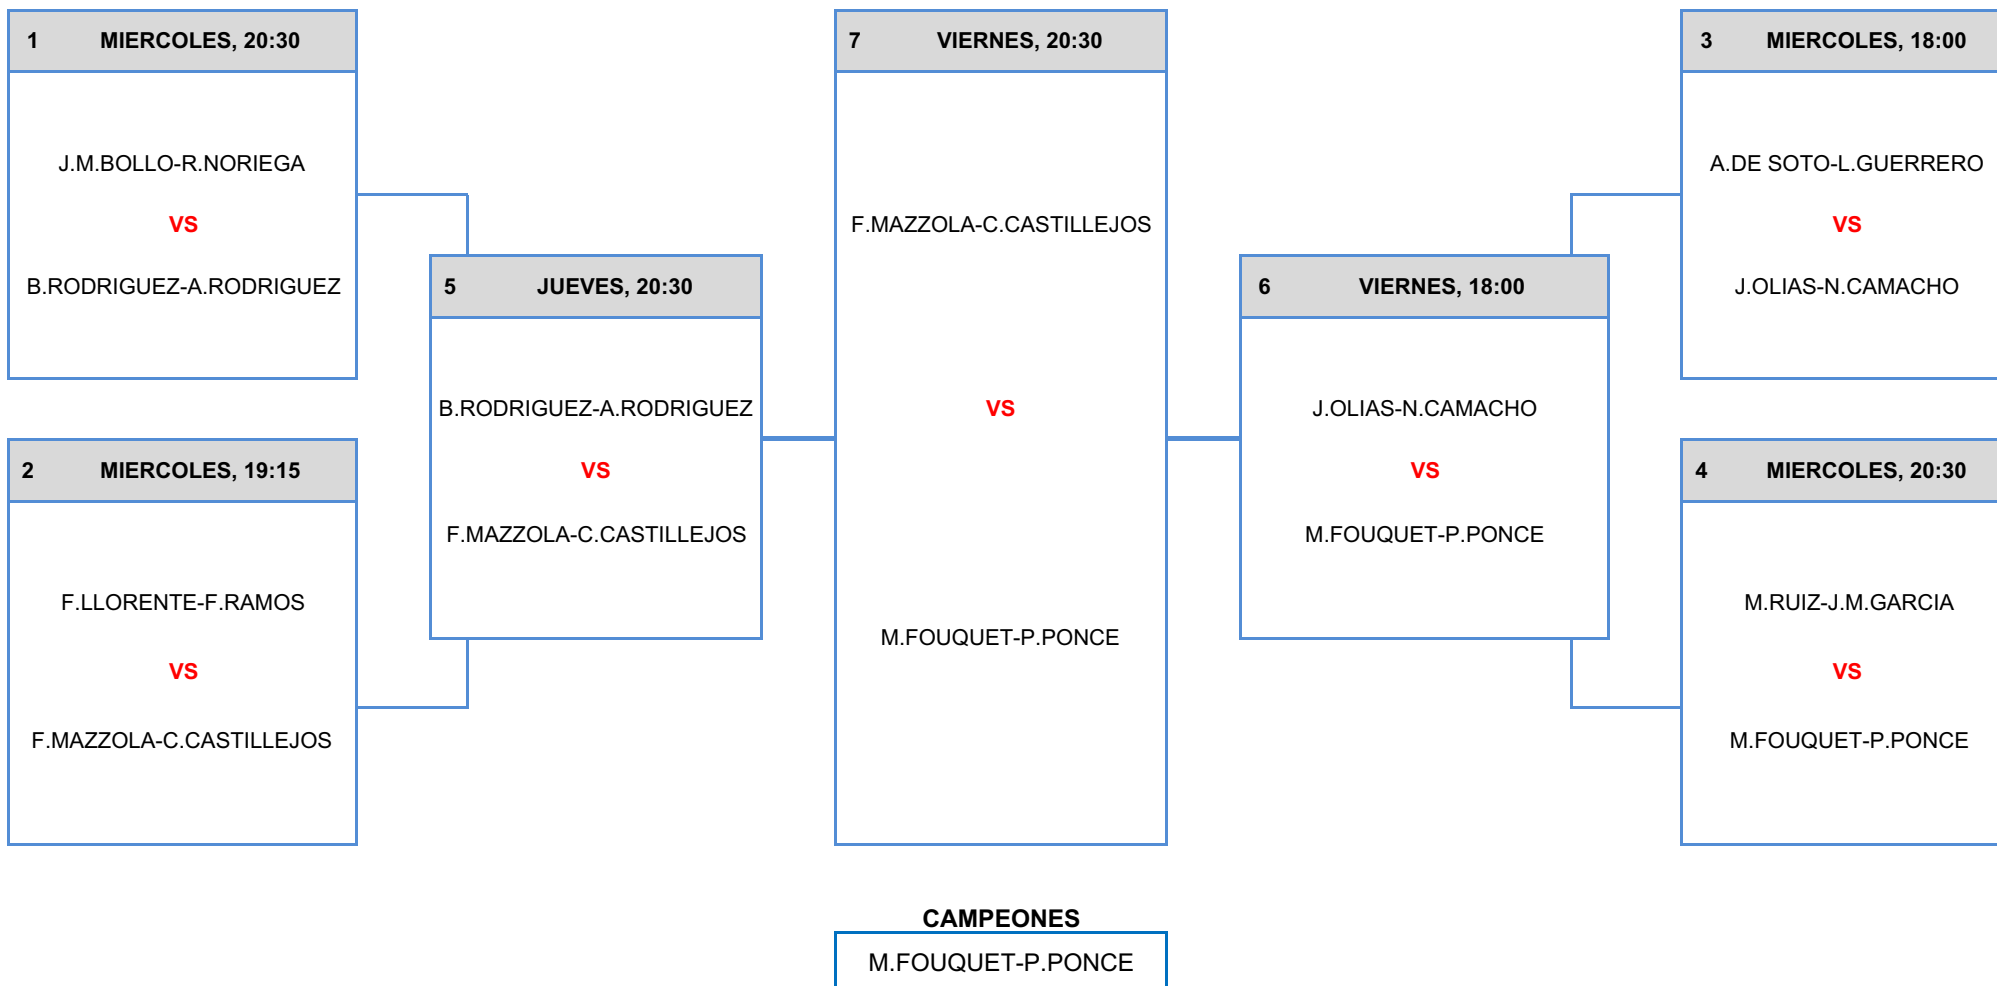 1 MIERCOLES, 20:30
J.M.BOLLO-R.NORIEGA
VS
B.RODRIGUEZ-A.RODRIGUEZ
2 MIERCOLES, 19:15
F.LLORENTE-F.RAMOS
VS
F.MAZZOLA-C.CASTILLEJOS
5 JUEVES, 20:30
B.RODRIGUEZ-A.RODRIGUEZ
VS
F.MAZZOLA-C.CASTILLEJOS
7 VIERNES, 20:30
F.MAZZOLA-C.CASTILLEJOS
VS
M.FOUQUET-P.PONCE
6 VIERNES, 18:00
J.OLIAS-N.CAMACHO
VS
M.FOUQUET-P.PONCE
3 MIERCOLES, 18:00
A.DE SOTO-L.GUERRERO
VS
J.OLIAS-N.CAMACHO
4 MIERCOLES, 20:30
M.RUIZ-J.M.GARCIA
VS
M.FOUQUET-P.PONCE
CAMPEONES
M.FOUQUET-P.PONCE